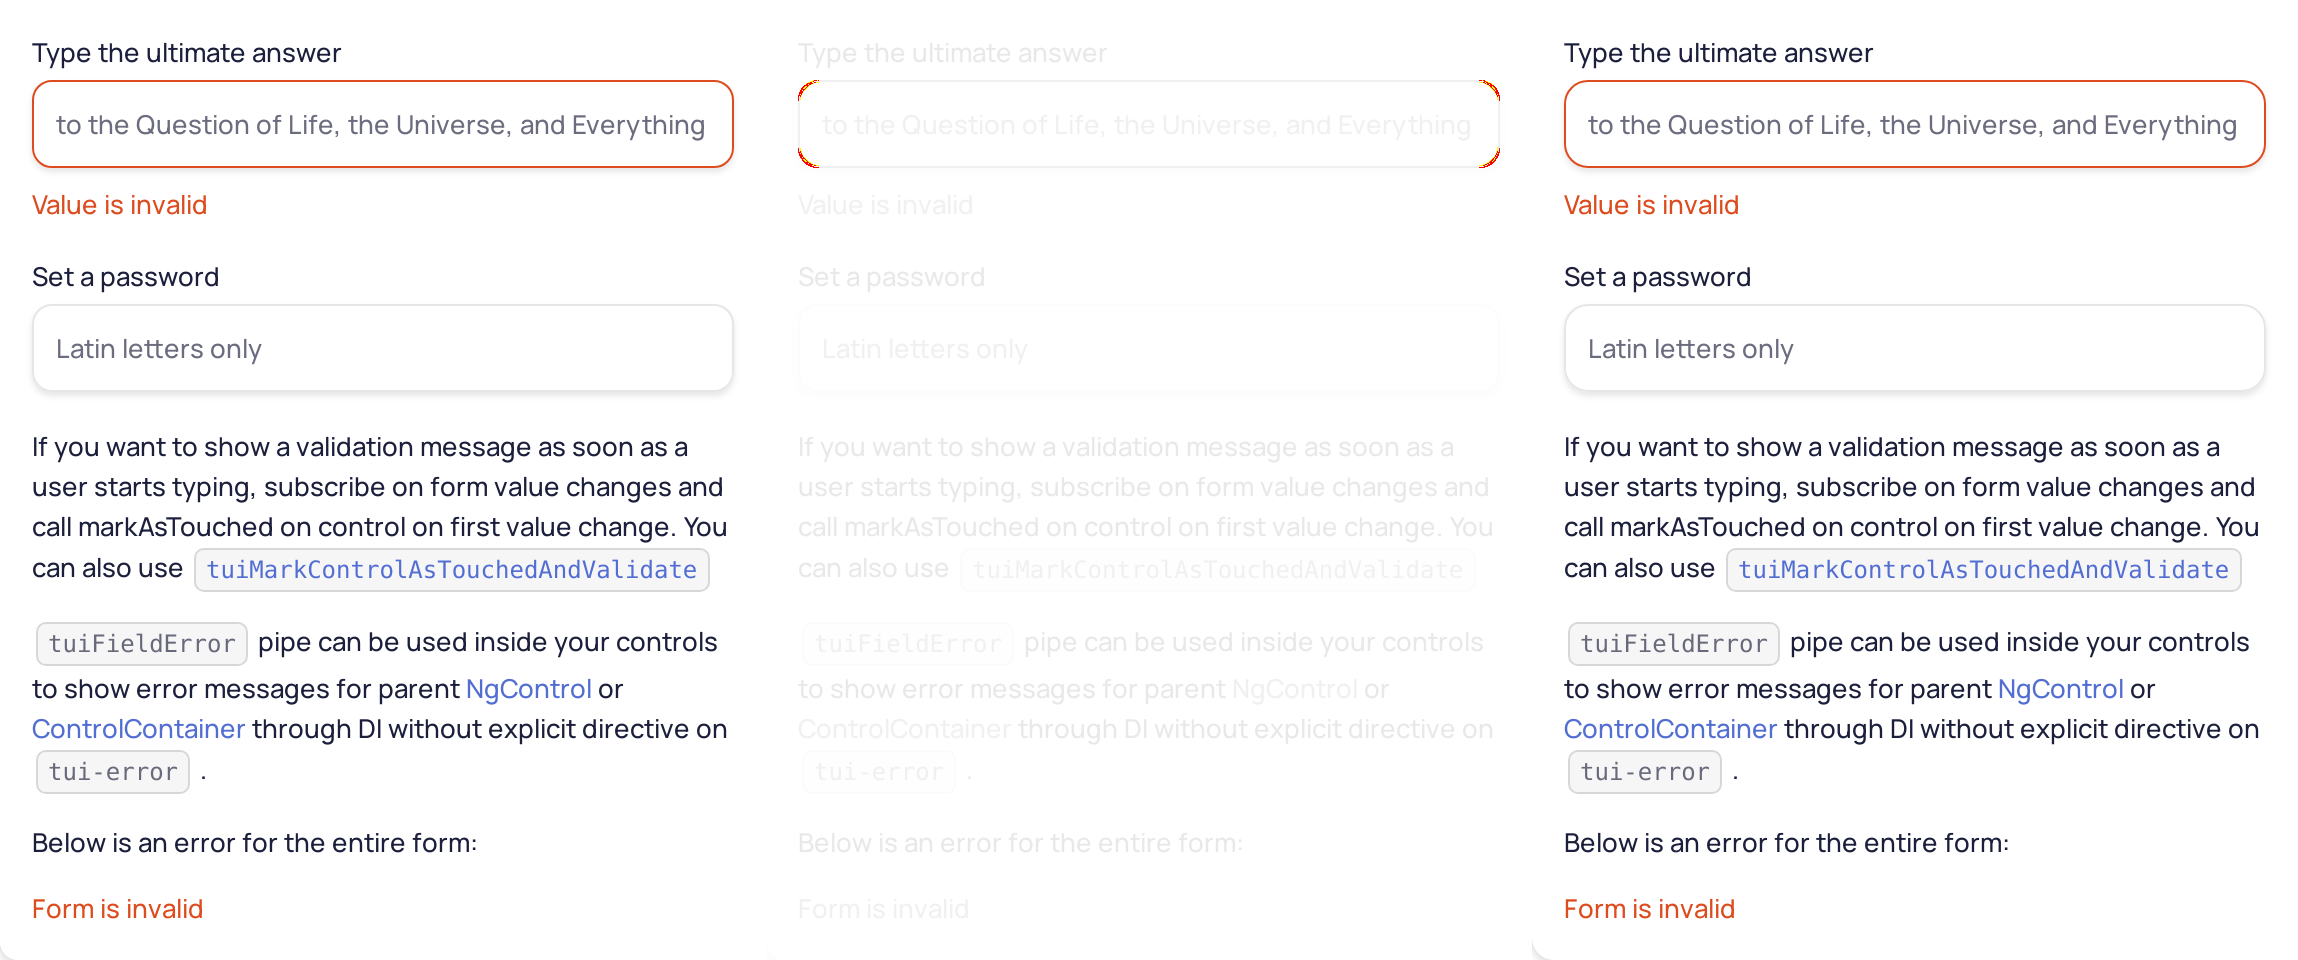 Type the ultimate answer
to the Question of Life, the Universe, and Everything
Value is invalid
Set a password
Latin letters only
If you want to show a validation message as soon as a
user starts typing, subscribe on form value changes and
call markAsTouched on control on first value change. You
can also use tuiMarkControlAsTouchedAndValidate
tuiFieldError pipe can be used inside your controls
to show error messages for parent NgControl or
ControlContainer through DI without explicit directive on
tui-error .
Below is an error for the entire form:
Form is invalid
Type the ultimate answer
to the Question of Life, the Universe, and Everything
Value is invalid
Set a password
Latin letters only
If you want to show a validation message as soon as a
user starts typing, subscribe on form value changes and
call markAsTouched on control on first value change. You
can also use tuiMarkControlAsTouchedAndValidate
tuiFieldError pipe can be used inside your controls
to show error messages for parent NgControl or
ControlContainer through DI without explicit directive on
tui-error .
Below is an error for the entire form:
Form is invalid
Type the ultimate answer
to the Question of Life, the Universe, and Everything
Value is invalid
Set a password
Latin letters only
If you want to show a validation message as soon as a
user starts typing, subscribe on form value changes and
call markAsTouched on control on first value change. You
can also use tuiMarkControlAsTouchedAndValidate
tuiFieldError pipe can be used inside your controls
to show error messages for parent NgControl or
ControlContainer through DI without explicit directive on
tui-error .
Below is an error for the entire form:
Form is invalid